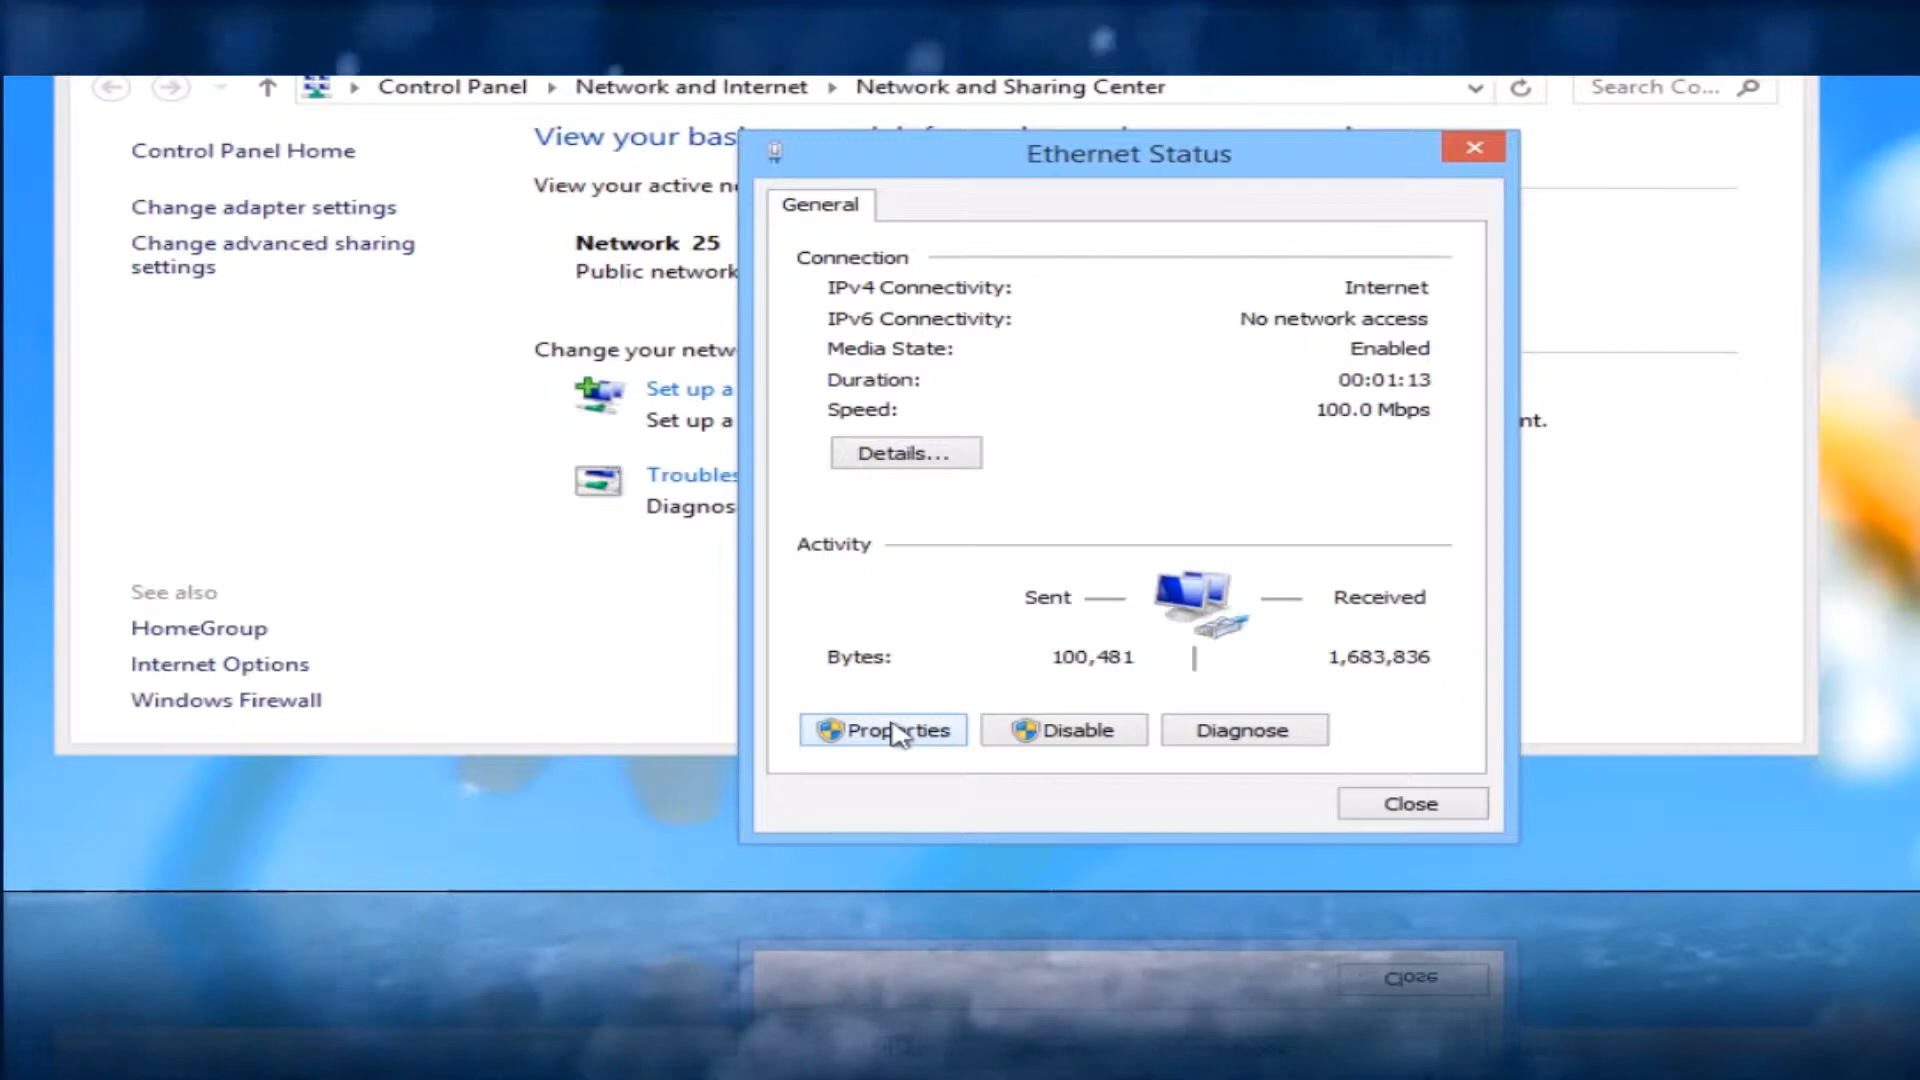 Control Panel Network and Internet Network and Sharing Center Search Co...
Control Panel Home
Change adapter settings
Change advanced sharing
settings
See also
HomeGroup
Internet Options
Windows Firewall
View your bas
View your active n
Network 25
Public network
Change your netw
Set up a
Set up a
nt.
Troubles
Diagnos
Ethernet Status
General
Connection
IPv4 Connectivity: Internet
IPv6 Connectivity: No network access
Media State: Enabled
Duration: 00:01:13
Speed: 100.0 Mbps
Details...
Activity
Sent Received
Bytes: 100,481 1,683,836
Properties Disable Diagnose
Close